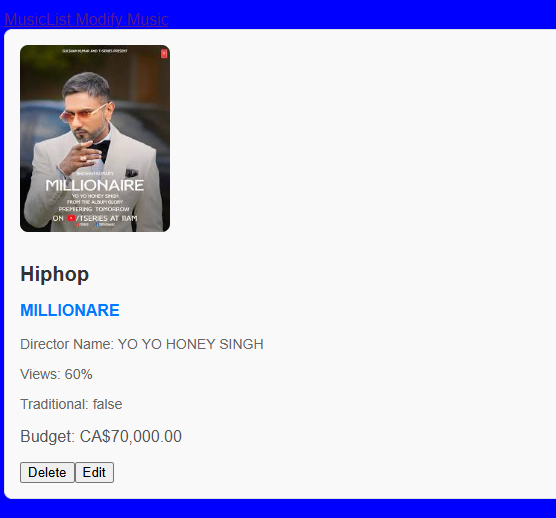 MusicList Modify Music
GULSHAN KUMAR AND T-SERIES PRESENT
MILLIONAIRE
YO YO HONEY SINGH
FROM THE ALBUM GLORY
PREMIERING TOMORROW
ON /TSERIES AT 11AM
Hiphop
MILLIONARE
Director Name: YO YO HONEY SINGH
Views: 60%
Traditional: false
Budget: CA$70,000.00
Delete Edit